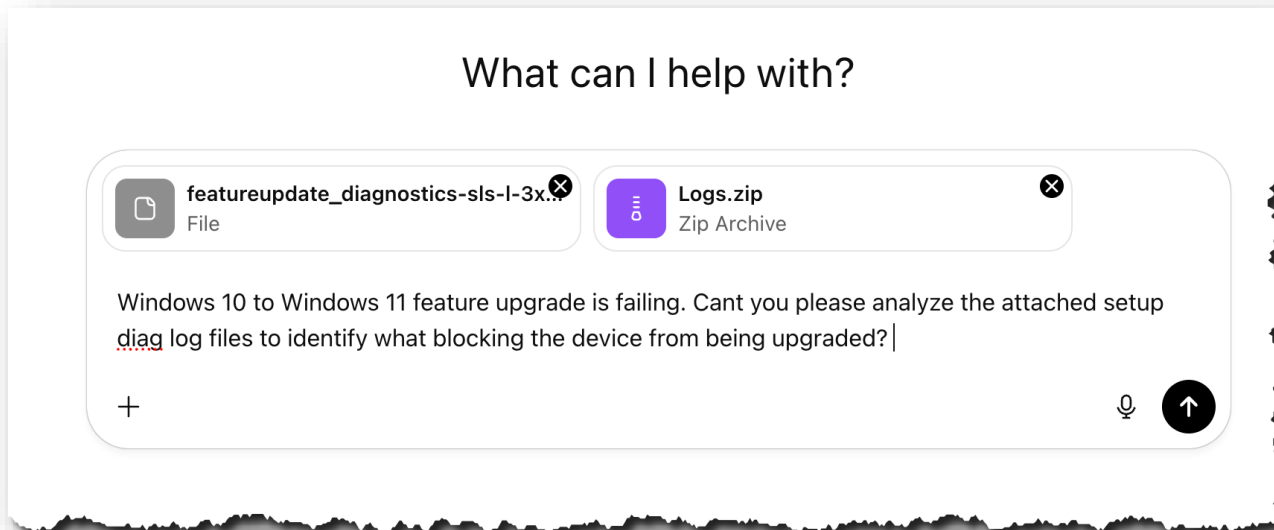 What can I help with?
featureupdate_diagnostics-sls-l-3x...
File
Logs.zip
Zip Archive
Windows 10 to Windows 11 feature upgrade is failing. Cant you please analyze the attached setup
diag log files to identify what blocking the device from being upgraded?